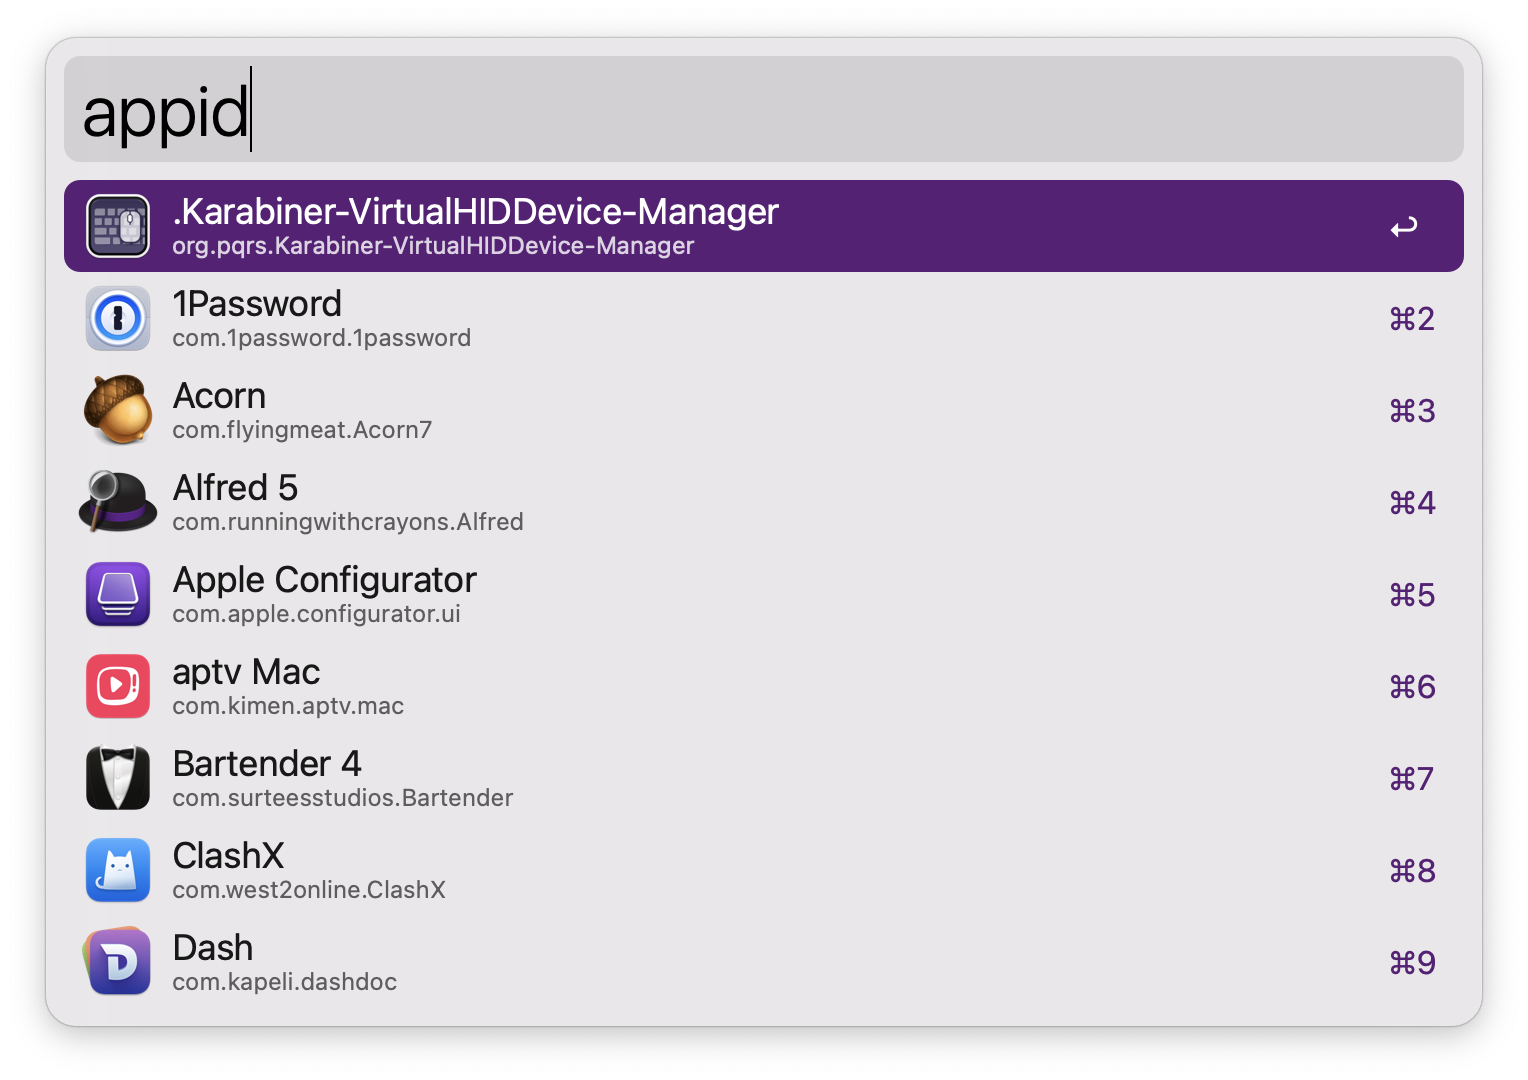 appid
.Karabiner-VirtualHIDDevice-Manager
org.pqrs.Karabiner-VirtualHIDDevice-Manager
1Password
com.1password.1password
⌘2
Acorn
com.flyingmeat.Acorn7
⌘3
Alfred 5
com.runningwithcrayons.Alfred
⌘4
Apple Configurator
com.apple.configurator.ui
⌘5
aptv Mac
com.kimen.aptv.mac
⌘6
Bartender 4
com.surteesstudios.Bartender
⌘7
ClashX
com.west2online.ClashX
⌘8
Dash
com.kapeli.dashdoc
⌘9